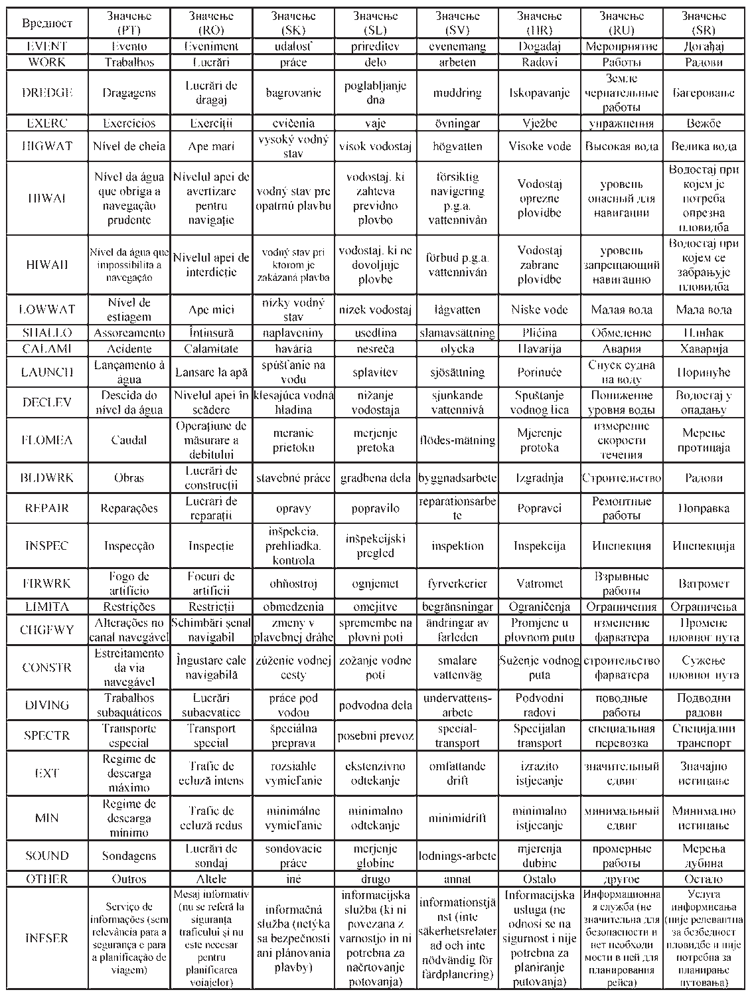 Вредност
Значење
(PT)
Значење
(RO)
Значење
(SK)
Значење
(SL)
Значење
(SV)
Значење
(HR)
Значење
(RU)
Значење
(SR)
EVENT
Evento
Eveniment
udalosť
prireditev
evenemang
Događaj
Мероприятие
Догађај
WORK
Trabalhos
Lucrări
práce
delo
arbeten
Radovi
Работы
Радови
DREDGE
Dragagens
Lucrări de
dragaj
bagrovanie
poglabljanje
dna
muddring
Iskopavanje
Земле
черпательные
работы
Багеровање
EXERC
Exercícios
Exerciții
cvičenia
vaje
övningar
Vježbe
упражнения
Вежбе
HIGWAT
Nível de cheia
Ape mari
vysoký vodný
stav
visok vodostaj
högvatten
Visoke vode
Высокая вода
Велика вода
HIWAI
Nível da água
que obriga a
navegação
prudente
Nivelul apei de
avertizare
pentru
navigație
vodný stav pre
opatrnú plavbu
vodostaj, ki
zahteva
previdno
plovbo
försiktig
navigering
p.g.a.
vattennivån
Vodostaj
oprezne
plovidbe
уровень
опасный для
навигации
Водостај при
којем је
потреба
опрезна
пловидба
HIWAII
Nível da água que
impossibilita a
navegação
Nivelul apei de
interdicție
vodný stav pri
ktorom je
zakázaná plavba
vodostaj, ki ne
dovoljuje
plovbe
förbud p.g.a.
vattennivån
Vodostaj
zabrane
plovidbe
уровень
запрещающий
навигацию
Водостај при
којем се
забрањује
пловидба
LOWWAT
Nível de
estiagem
Ape mici
nízky vodný
stav
nizek vodostaj
lågvatten
Niske vode
Малая вода
Мала вода
SHALLO
Assoreamento
Întinsură
naplaveniny
usedlina
slamavsättning
Plićina
Обмеление
Плићак
CALAMI
Acidente
Calamitate
havária
nesreča
olycka
Havarija
Авария
Хаварија
LAUNCH
Lançamento à
água
Lansare la apă
spúšťanie na
vodu
splavitev
sjösättning
Porinuće
Спуск судна
на воду
Поринуће
DECLEV
Descida do
nível da água
Nivelul apei în
scădere
klesajúca vodná
hladina
nižanje
vodostaja
sjunkande
vattennivå
Spuštanje
vodnog lica
Понижение
уровня воды
Водостај у
опадању
FLOMEA
Caudal
Operațiune de
măsurare a
debitului
meranie
prietoku
merjenje
pretoka
flödes-mätning
Mjerenje
protoka
измерение
скорости
течения
Мерење
протицаја
BLDWRK
Obras
Lucrări de
construcții
stavebné práce
gradbena dela
byggnadsarbete
Izgradnja
Строительство
Радови
REPAIR
Reparações
Lucrari de
reparații
opravy
popravilo
reparationsarbe
te
Popravci
Ремонтные
работы
Поправка
INSPEC
Inspecção
Inspecție
inšpekcia,
prehliadka,
kontrola
inšpekcijski
pregled
inspektion
Inspekcija
Инспекция
Инспекција
FIRWRK
Fogo de
artifício
Focuri de
artificii
ohňostroj
ognjemet
fyrverkerier
Vatromet
Взрывные
работы
Ватромет
LIMITA
Restrições
Restricții
obmedzenia
omejitve
begränsningar
Ograničenja
Ограничения
Ограничења
CHGFWY
Alterações no
canal navegável
Schimbări șenal
navigabil
zmeny v
plavebnej dráhe
spremembe na
plovni poti
ändringar av
farleden
Promjene u
plovnom putu
изменение
фарватера
Промене
пловног пута
CONSTR
Estreitamento
da via
navegável
Îngustare cale
navigabilă
zúženie vodnej
cesty
zožanje vodne
poti
smalare
vattenväg
Suženje vodnog
puta
строительство
фарватера
Сужење
пловног пута
DIVING
Trabalhos
subaquáticos
Lucrări
subacvatice
práce pod
vodou
podvodna dela
undervattens-
arbete
Podvodni
radovi
поводные
работы
Подводни
радови
SPECTR
Transporte
especial
Transport
special
špeciálna
preprava
posebni prevoz
special-
transport
Specijalan
transport
специальная
перевозка
Специјални
транспорт
EXT
Regime de
descarga
máximo
Trafic de
ecluză intens
rozsiahle
vymieľanie
ekstenzivno
odtekanje
omfattande
drift
izrazito
istjecanje
значительный
сдвиг
Значајно
истицање
MIN
Regime de
descarga
mínimo
Trafic de
ecluză redus
minimálne
vymieľanie
minimalno
odtekanje
minimidrift
minimalno
istjecanje
минимальный
сдвиг
Минимално
истицање
SOUND
Sondagens
Lucrări de
sondaj
sondovacie
práce
merjenje
globine
lodnings-arbete
mjerenja
dubine
промерные
работы
Мерења
дубина
OTHER
Outros
Altele
iné
drugo
annat
Ostalo
другое
Остало
INFSER
Serviço de
informações (sem
relevância para a
segurança e para
a planificação de
viagem)
Mesaj informativ
(nu se referă la
siguranța
traficului și nu
este necesar
pentru
planificarea
voiajelor)
informačná
služba (netýka
sa bezpečnosti
ani plánovania
plavby)
informacijska
služba (ki ni
povezana z
varnostjo in ni
potrebna za
načrtovanje
potovanja)
informationstjä
nst (inte
säkerhetsrelater
ad och inte
nödvändig för
färdplanering)
Informacijska
usluga (ne
odnosi se na
sigurnost i nije
potrebna za
planiranje
putovanja)
Информационна
я служба (не
значительна для
безопасности и
нет необходи
мости в ней для
планирования
рейса)
Услуга
информисања
(није релевантна
за безбедност
пловидбе и није
потребна за
планирање
путовања)